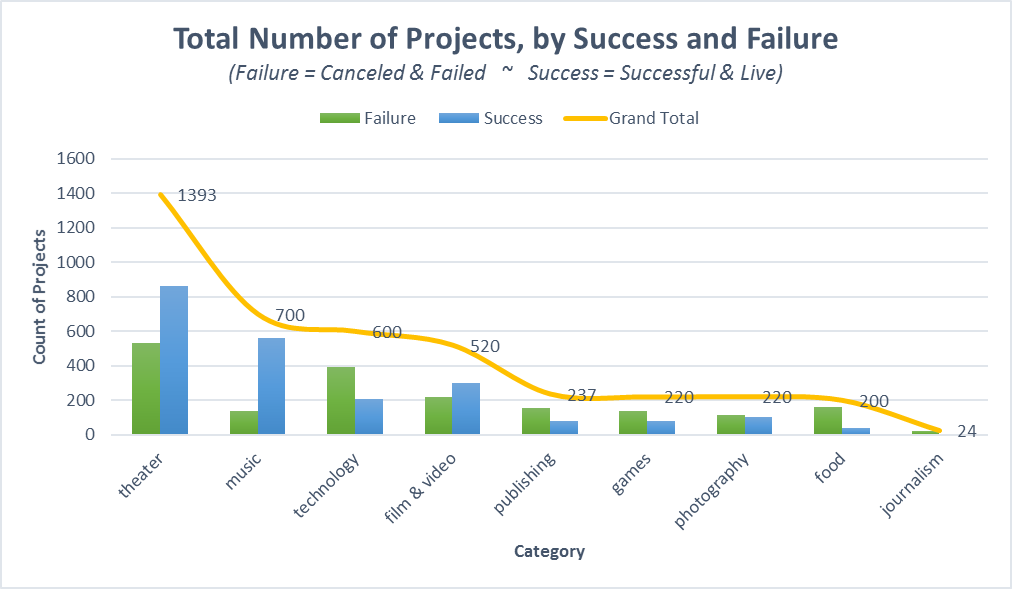 Total Number of Projects, by Success and Failure
(Failure = Canceled & Failed ~ Success = Successful & Live)
Failure Success Grand Total
1600
1400
1200
1000
800
600
400
200
0
Count of Projects
1393
700
600
520
237
220
220
200
24
theater
music
technology
film & video
publishing
games
photography
food
journalism
Category